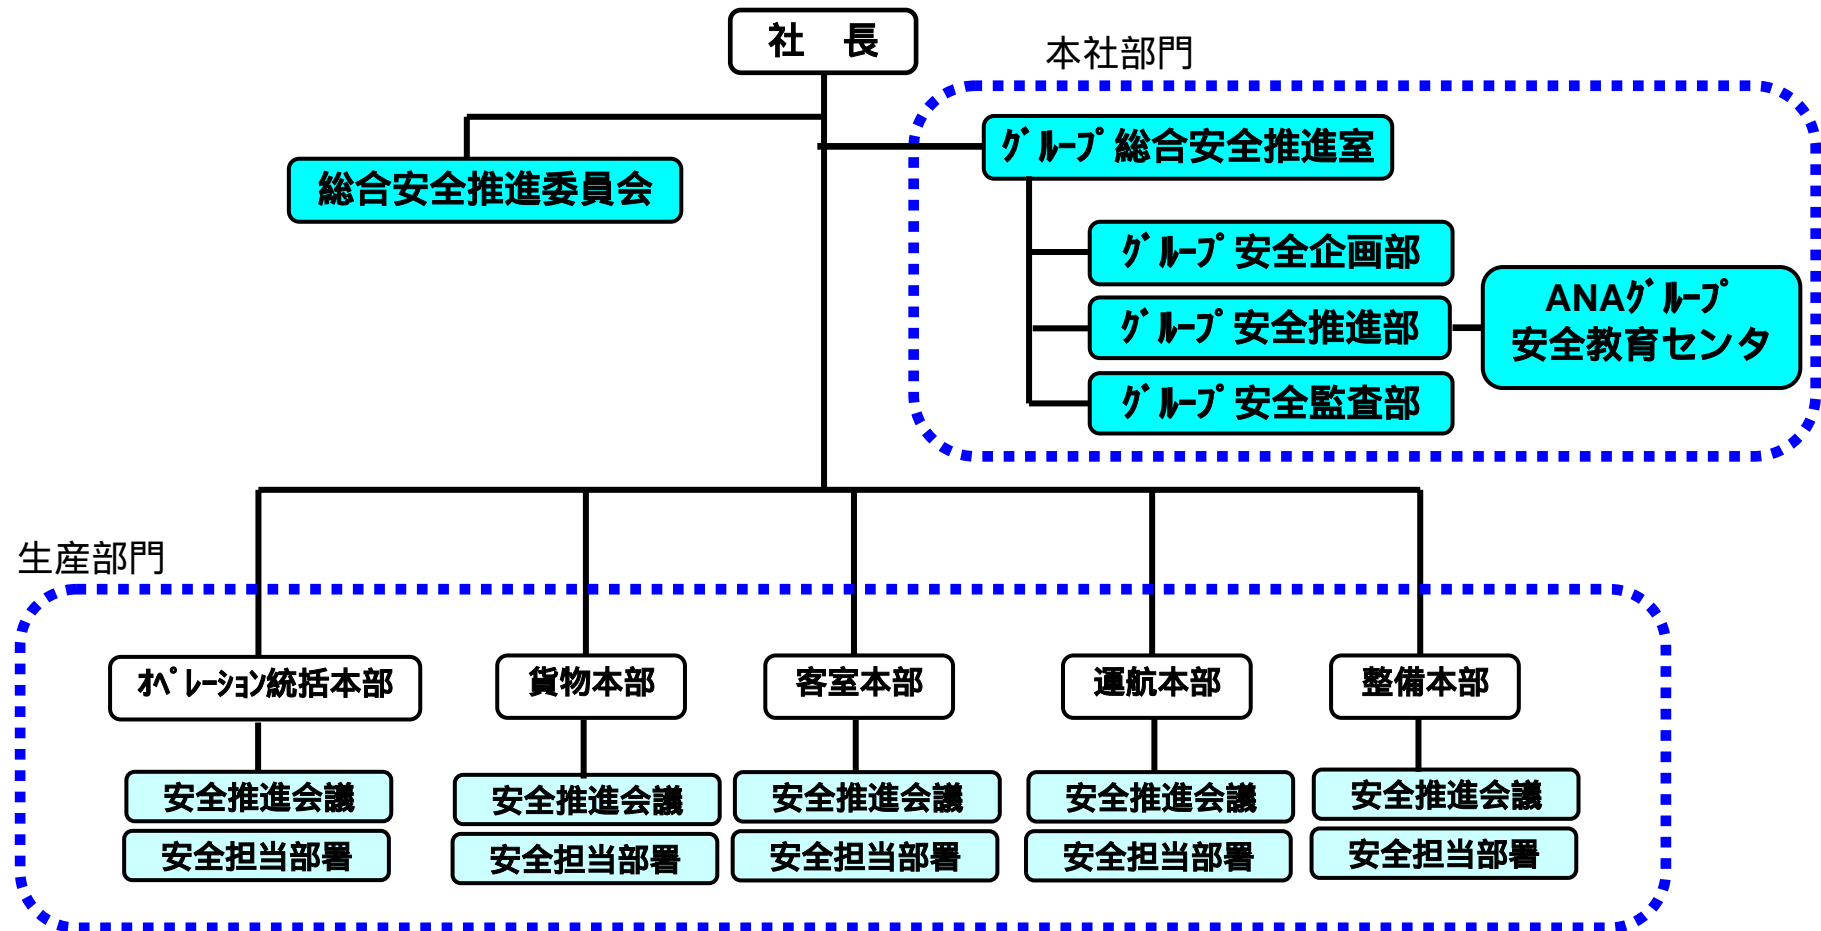 社　長
本社部門
ｸﾞﾙｰﾌﾟ総合安全推進室
総合安全推進委員会
ｸﾞﾙｰﾌﾟ安全企画部
ｸﾞﾙｰﾌﾟ安全推進部
ANAｸﾞﾙｰﾌﾟ
安全教育センタ
ｸﾞﾙｰﾌﾟ安全監査部
生産部門
ｵﾍﾟﾚｰｼｮﾝ統括本部
貨物本部
客室本部
運航本部
整備本部
安全推進会議
安全推進会議
安全推進会議
安全推進会議
安全推進会議
安全担当部署
安全担当部署
安全担当部署
安全担当部署
安全担当部署